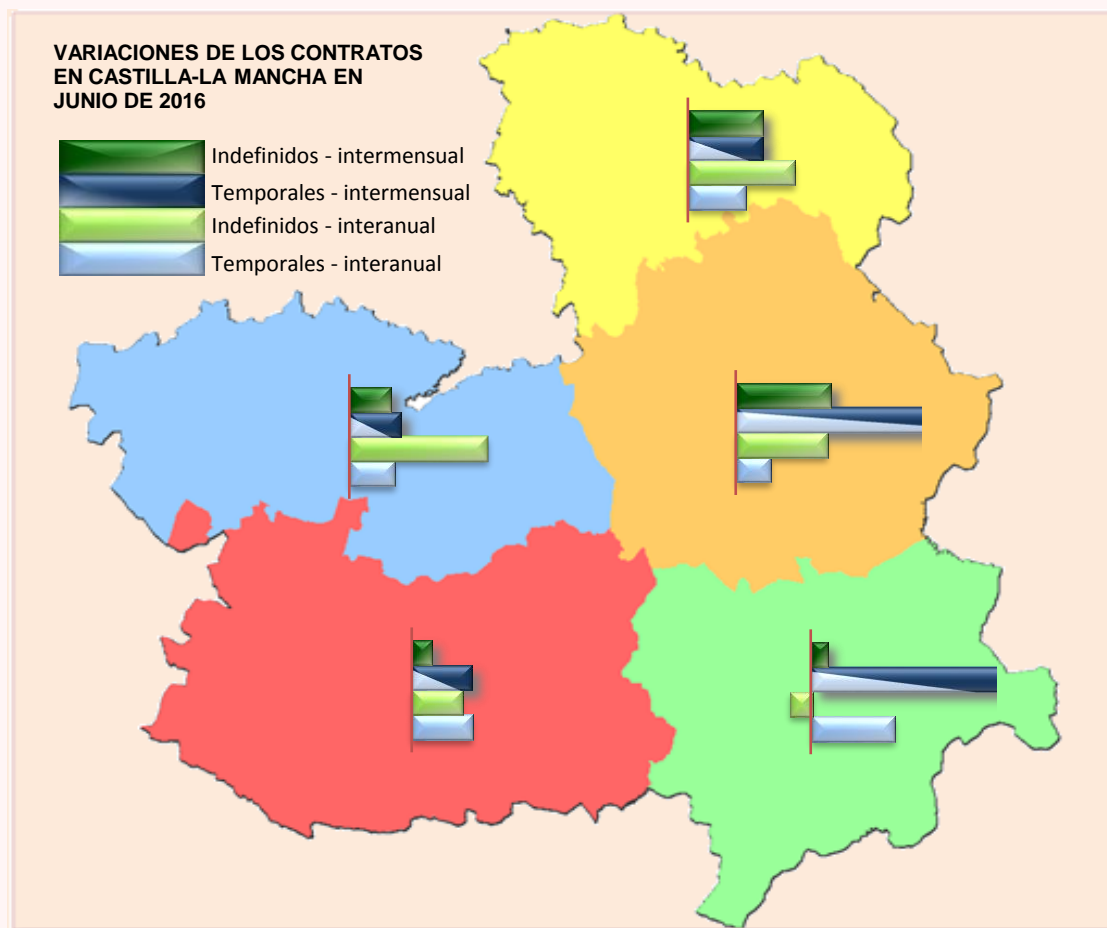 VARIACIONES DE LOS CONTRATOS
EN CASTILLA-LA MANCHA EN
JUNIO DE 2016
Indefinidos - intermensual
Temporales - intermensual
Indefinidos - interanual
Temporales - interanual